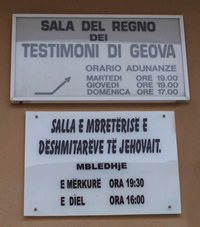 SALA DEL REGNO
DEI
TESTIMONI DI GEOVA
ORARIO ADUNANZE
MARTEDI ORE 19.00
GIOVEDI ORE 19.00
DOMENICA ORE 17.00
SALLA E MBRETËRISË E
DËSHMITARËVE TË JEHOVAIT.
MBLEDHJE
E MËRKURË ORA 19:30
E DIEL ORA 16:00